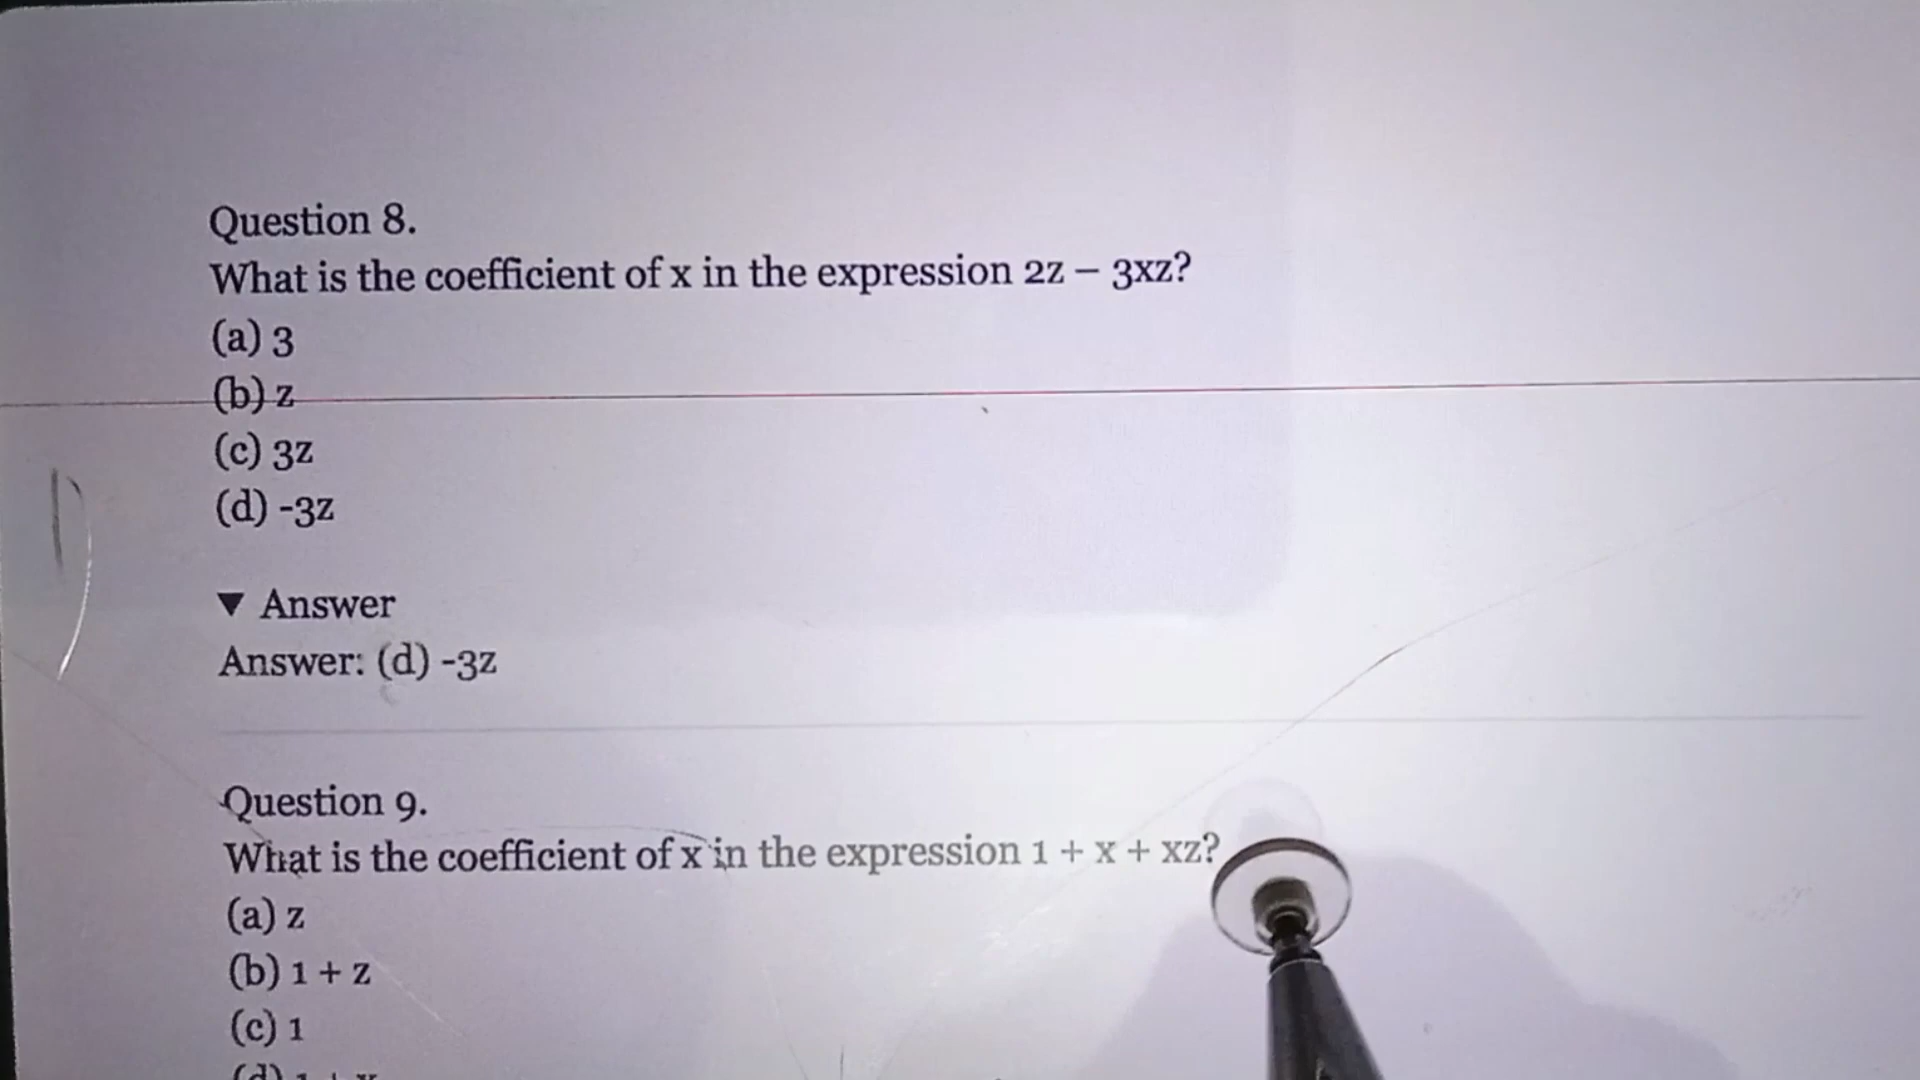 Question 8.
What is the coefficient of x in the expression 2z – 3xz?
(a) 3
(b) z
(c) 3z
(d) -3z
▼ Answer
Answer: (d) -3z
Question 9.
What is the coefficient of x in the expression 1 + x + xz?
(a) z
(b) 1 + z
(c) 1